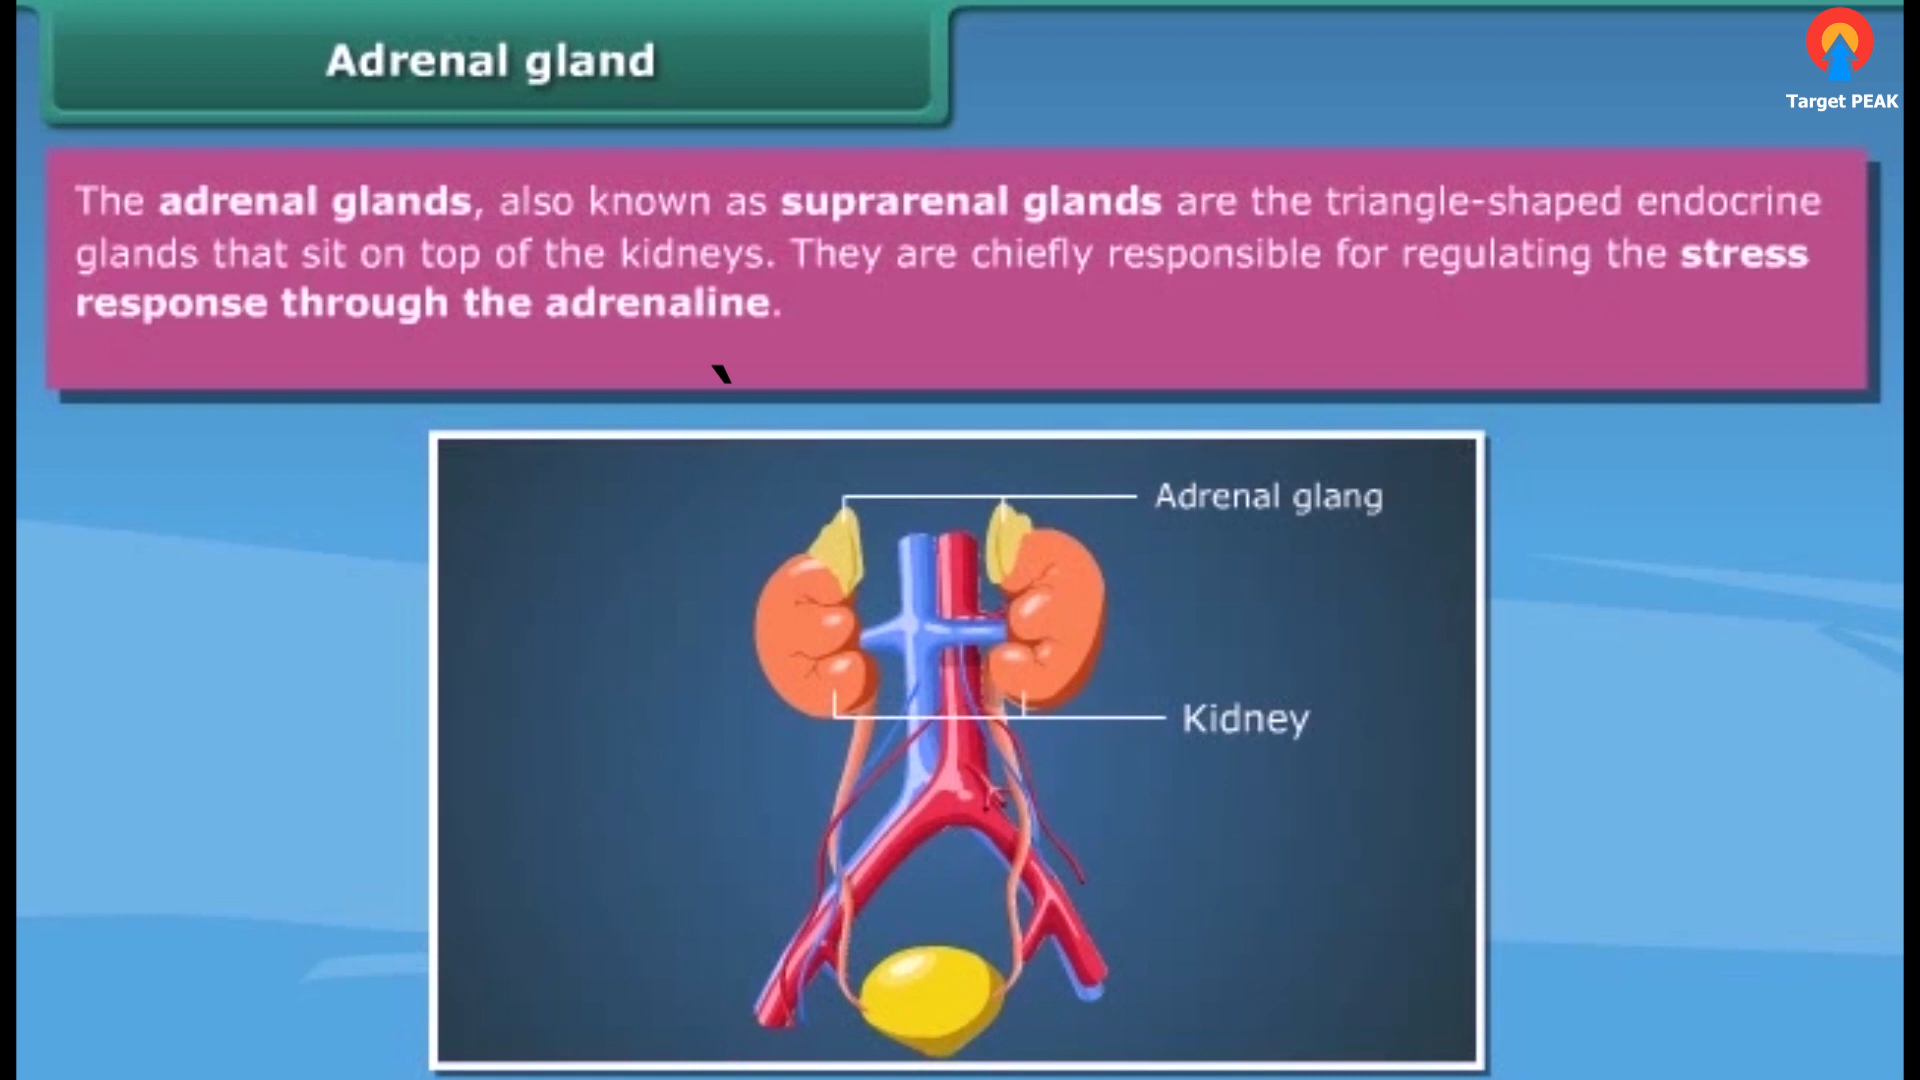 Adrenal gland
Target PEAK
The adrenal glands, also known as suprarenal glands are the triangle-shaped endocrine
glands that sit on top of the kidneys. They are chiefly responsible for regulating the stress
response through the adrenaline.
Adrenal glang
Kidney